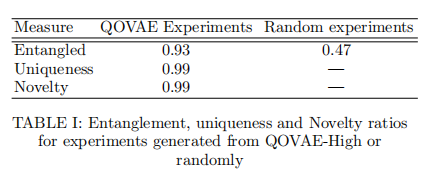 Measure QOVAE Experiments Random experiments
Entangled 0.93 0.47
Uniqueness 0.99 —
Novelty 0.99 —
TABLE I: Entanglement, uniqueness and Novelty ratios
for experiments generated from QOVAE-High or
randomly